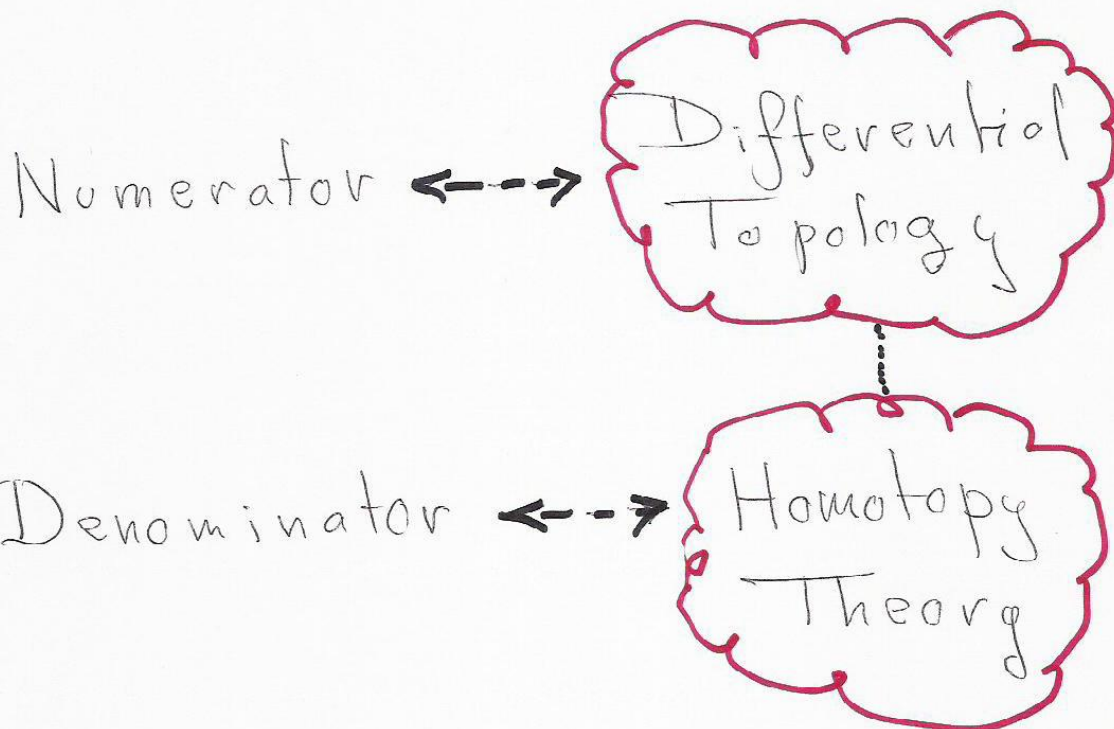 Numerator
Differential
Topology
Denominator
Homotopy
Theory